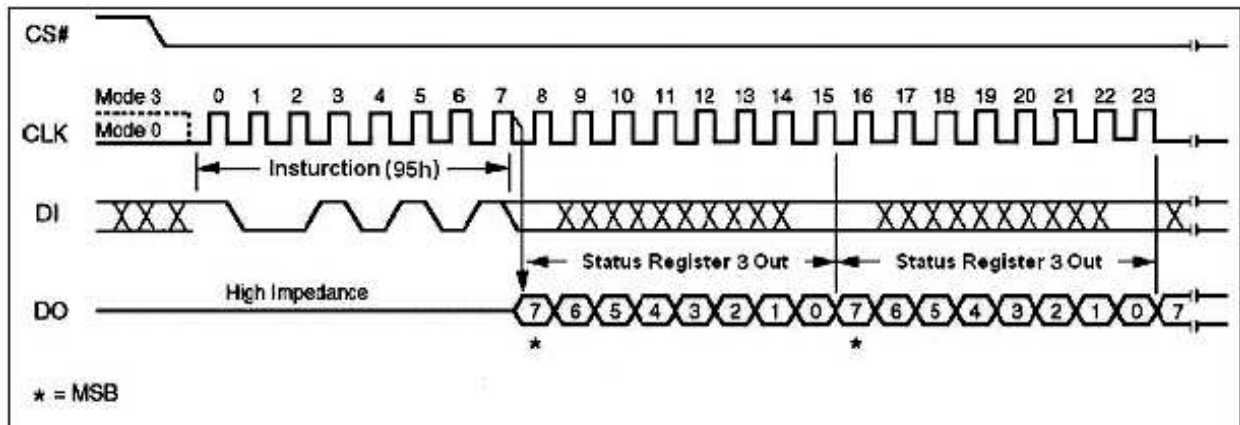 CS#
Mode 3 0 1 2 3 4 5 6 7 8 9 10 11 12 13 14 15 16 17 18 19 20 21 22 23
CLK Mode 0
Insturction (95h)
DI
Status Register 3 Out Status Register 3 Out
High Impedance
DO 7 6 5 4 3 2 1 0 7 6 5 4 3 2 1 0 7
* *
* = MSB